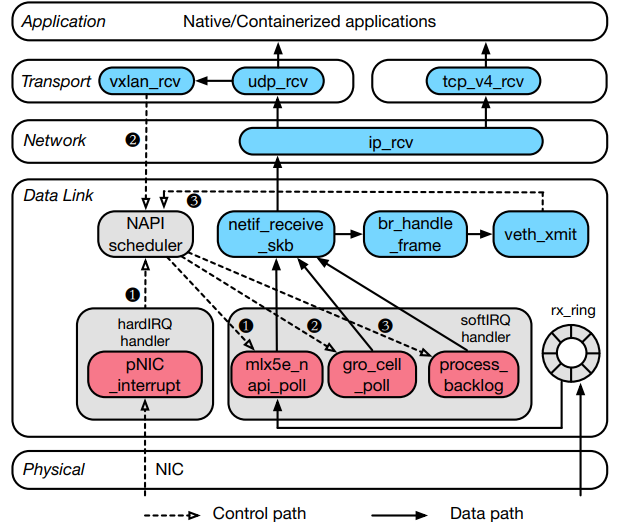 Application
Native/Containerized applications
Transport
vxlan_rcv
udp_rcv
tcp_v4_rcv
Network
❷
ip_rcv
Data Link
❸
NAPI
scheduler
netif_receive
_skb
br_handle
_frame
veth_xmit
❶
hardIRQ
handler
pNIC
_interrupt
❶
❷
❸
softIRQ
handler
mlx5e_n
api_poll
gro_cell
_poll
process_
backlog
rx_ring
Physical
NIC
Control path
Data path